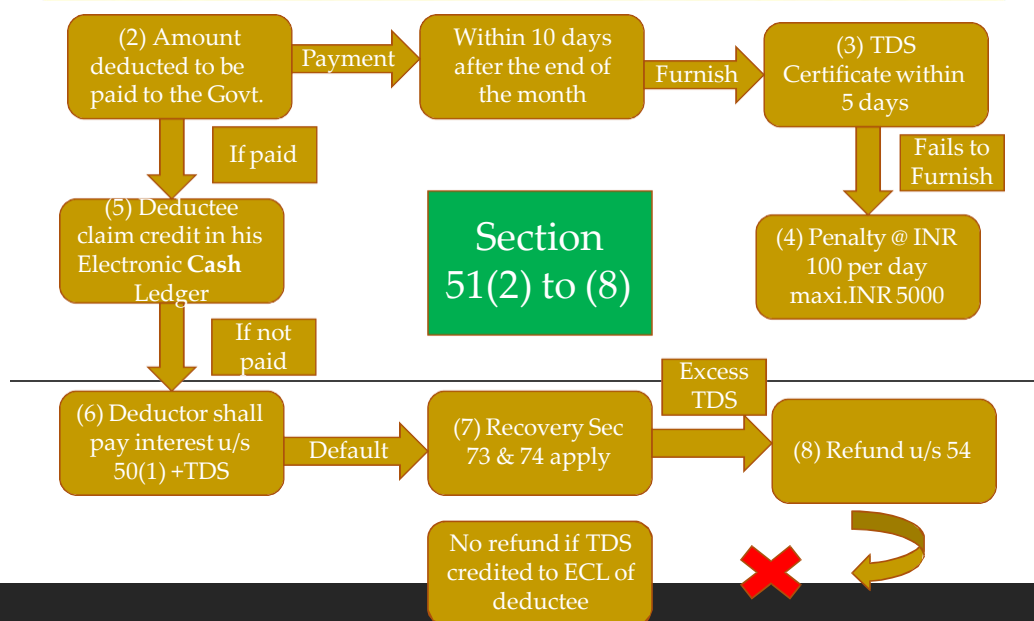 (2) Amount
deducted to be
paid to the Govt.
Payment
Within 10 days
after the end of
the month
Furnish
(3) TDS
Certificate within
5 days
If paid
Fails to
Furnish
(5) Deductee
claim credit in his
Electronic Cash
Ledger
Section
51(2) to (8)
(4) Penalty @ INR
100 per day
maxi.INR 5000
If not
paid
Excess
TDS
(6) Deductor shall
pay interest u/s
50(1) +TDS
Default
(7) Recovery Sec
73 & 74 apply
(8) Refund u/s 54
No refund if TDS
credited to ECL of
deductee